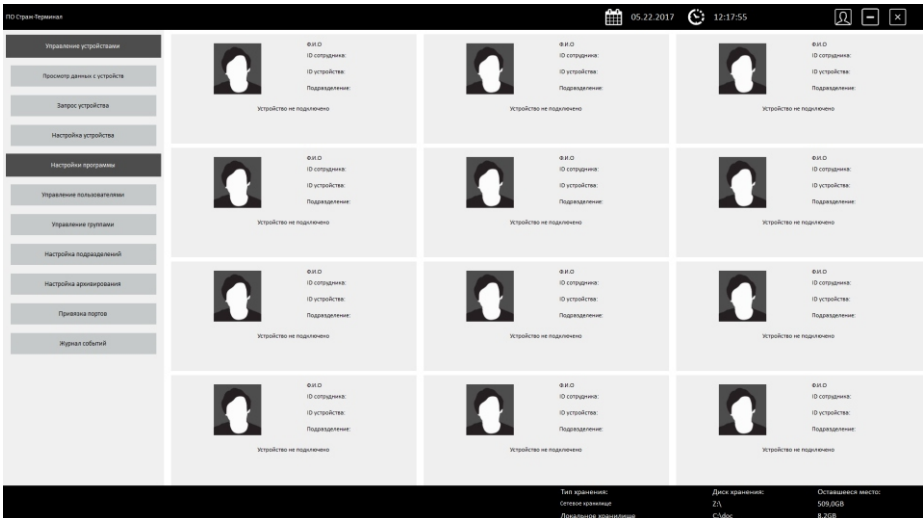 ПО Страж-Терминал
05.22.2017
12:17:55
Управление устройствами
Просмотр данных с устройств
Запрос устройства
Настройка устройства
Настройки программы
Управление пользователями
Управление группами
Настройка подразделений
Настройка архивирования
Привязка портов
Журнал событий
Ф.И.О
ID сотрудника:
ID устройства:
Подразделение:
Устройство не подключено
Ф.И.О
ID сотрудника:
ID устройства:
Подразделение:
Устройство не подключено
Ф.И.О
ID сотрудника:
ID устройства:
Подразделение:
Устройство не подключено
Ф.И.О
ID сотрудника:
ID устройства:
Подразделение:
Устройство не подключено
Ф.И.О
ID сотрудника:
ID устройства:
Подразделение:
Устройство не подключено
Ф.И.О
ID сотрудника:
ID устройства:
Подразделение:
Устройство не подключено
Ф.И.О
ID сотрудника:
ID устройства:
Подразделение:
Устройство не подключено
Ф.И.О
ID сотрудника:
ID устройства:
Подразделение:
Устройство не подключено
Ф.И.О
ID сотрудника:
ID устройства:
Подразделение:
Устройство не подключено
Ф.И.О
ID сотрудника:
ID устройства:
Подразделение:
Устройство не подключено
Ф.И.О
ID сотрудника:
ID устройства:
Подразделение:
Устройство не подключено
Ф.И.О
ID сотрудника:
ID устройства:
Подразделение:
Устройство не подключено
Тип хранения: Диск хранения: Оставшееся место:
Сетевое хранилище Z:\ 509,0GB
Локальное хранилище C:\doc 8,2GB